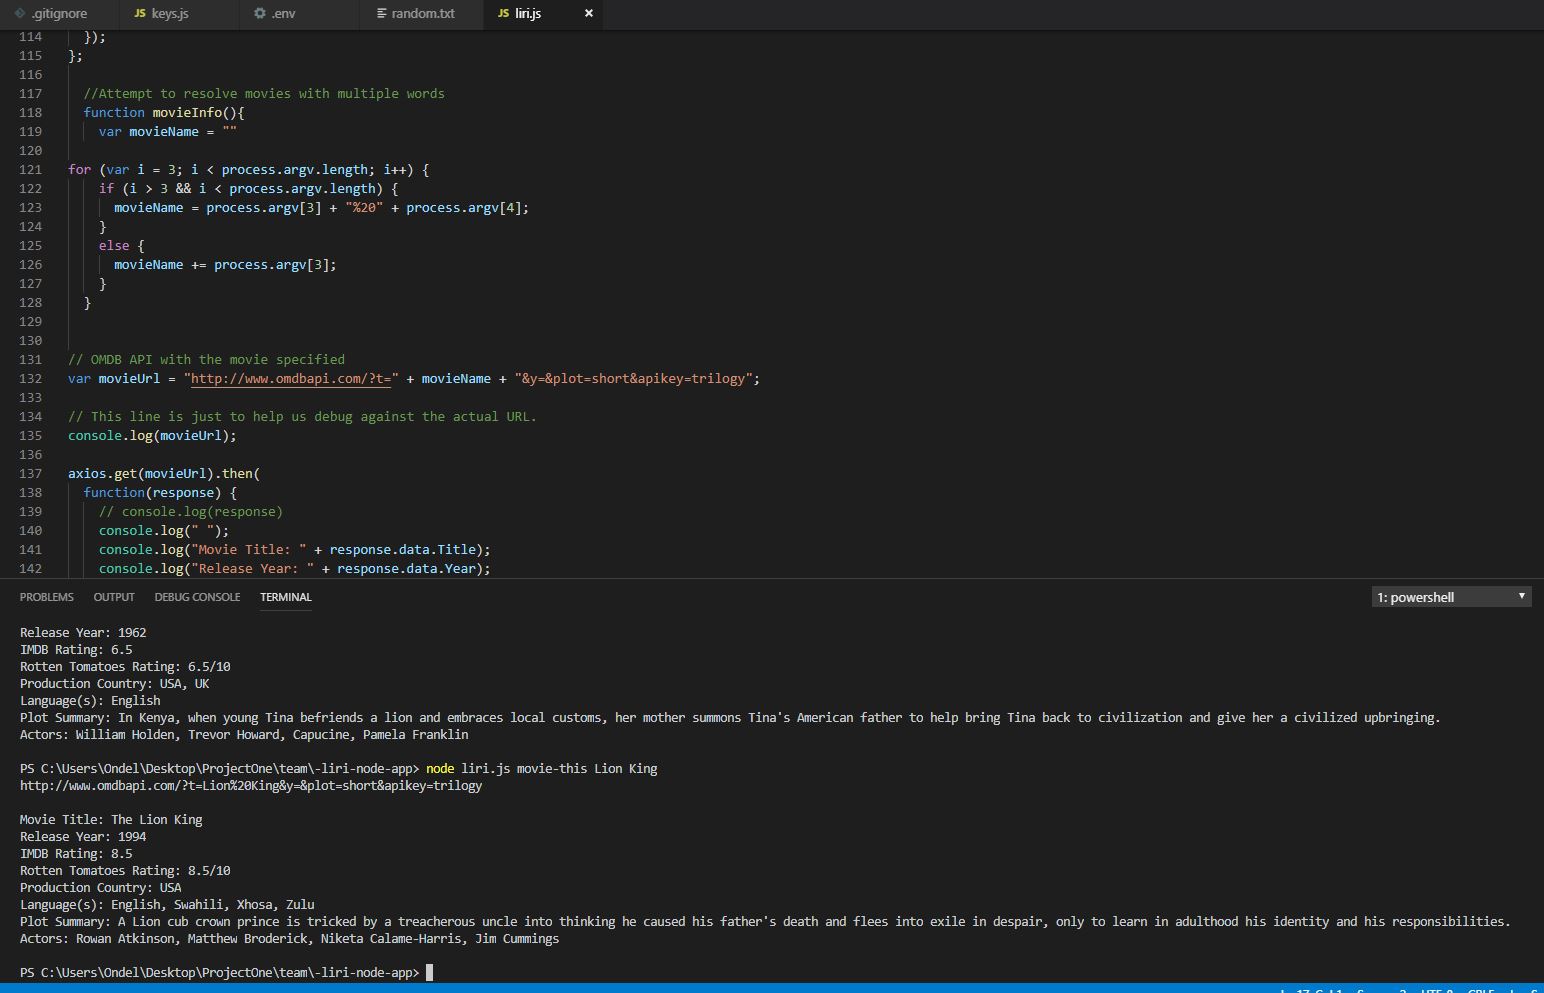 .gitignore
JS keys.js
.env
random.txt
JS liri.js ×
114 });
115 };
116
117 //Attempt to resolve movies with multiple words
118 function movieInfo(){
119 var movieName = ""
120
121 for (var i = 3; i < process.argv.length; i++) {
122 if (i > 3 && i < process.argv.length) {
123 movieName = process.argv[3] + "%20" + process.argv[4];
124 }
125 else {
126 movieName += process.argv[3];
127 }
128 }
129
130
131 // OMDB API with the movie specified
132 var movieUrl = "http://www.omdbapi.com/?t=" + movieName + "&y=&plot=short&apikey=trilogy";
133
134 // This line is just to help us debug against the actual URL.
135 console.log(movieUrl);
136
137 axios.get(movieUrl).then(
138 function(response) {
139 // console.log(response)
140 console.log(" ");
141 console.log("Movie Title: " + response.data.Title);
142 console.log("Release Year: " + response.data.Year);
PROBLEMS OUTPUT DEBUG CONSOLE TERMINAL
1: powershell
Release Year: 1962
IMDB Rating: 6.5
Rotten Tomatoes Rating: 6.5/10
Production Country: USA, UK
Language(s): English
Plot Summary: In Kenya, when young Tina befriends a lion and embraces local customs, her mother summons Tina's American father to help bring Tina back to civilization and give her a civilized upbringing.
Actors: William Holden, Trevor Howard, Capucine, Pamela Franklin
PS C:\Users\Ondel\Desktop\ProjectOne\team\-liri-node-app> node liri.js movie-this Lion King
http://www.omdbapi.com/?t=Lion%20King&y=&plot=short&apikey=trilogy
Movie Title: The Lion King
Release Year: 1994
IMDB Rating: 8.5
Rotten Tomatoes Rating: 8.5/10
Production Country: USA
Language(s): English, Swahili, Xhosa, Zulu
Plot Summary: A Lion cub crown prince is tricked by a treacherous uncle into thinking he caused his father's death and flees into exile in despair, only to learn in adulthood his identity and his responsibilities.
Actors: Rowan Atkinson, Matthew Broderick, Niketa Calame-Harris, Jim Cummings
PS C:\Users\Ondel\Desktop\ProjectOne\team\-liri-node-app>